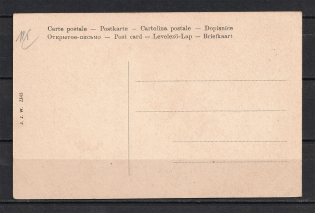 Carte postale — Postkarte — Cartolina postale — Dopisnice
Открытое-письмо — Post card — Levelező-Lap — Briefkaart